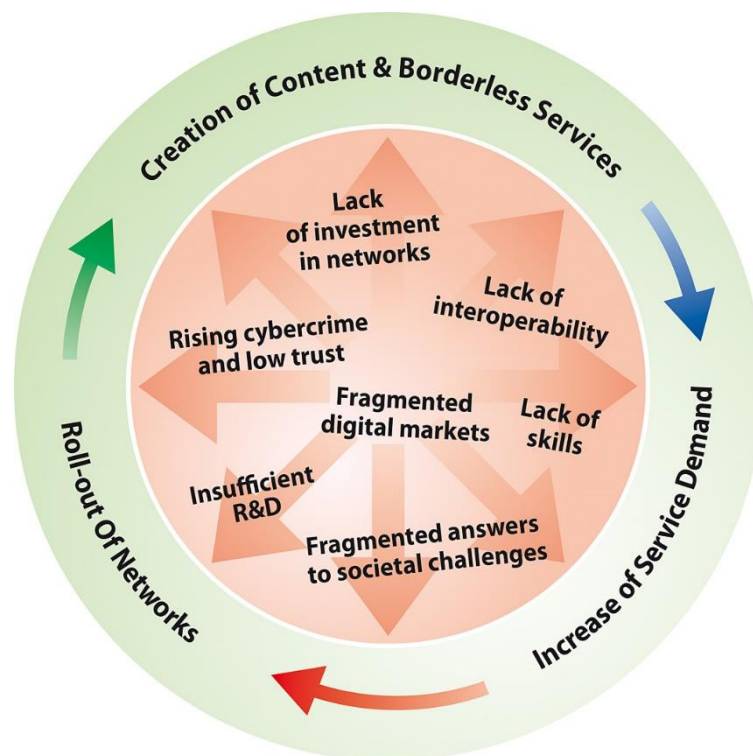 Creation of Content & Borderless Services
Lack
of investment
in networks
Lack of
interoperability
Rising cybercrime
and low trust
Fragmented
digital markets
Lack of
skills
Insufficient
R&D
Fragmented answers
to societal challenges
Roll-out Of Networks
Increase of Service Demand